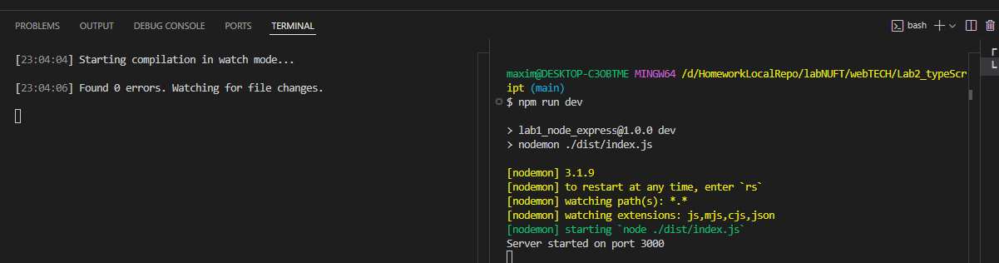 PROBLEMS OUTPUT DEBUG CONSOLE PORTS TERMINAL
bash
[23:04:04] Starting compilation in watch mode...
[23:04:06] Found 0 errors. Watching for file changes.
maxim@DESKTOP-C3OBTME MINGW64 /d/HomeworkLocalRepo/labNUFT/webTECH/Lab2_typeScr
ipt (main)
$ npm run dev
> lab1_node_express@1.0.0 dev
> nodemon ./dist/index.js
[nodemon] 3.1.9
[nodemon] to restart at any time, enter `rs`
[nodemon] watching path(s): *.*
[nodemon] watching extensions: js,mjs,cjs,json
[nodemon] starting `node ./dist/index.js`
Server started on port 3000